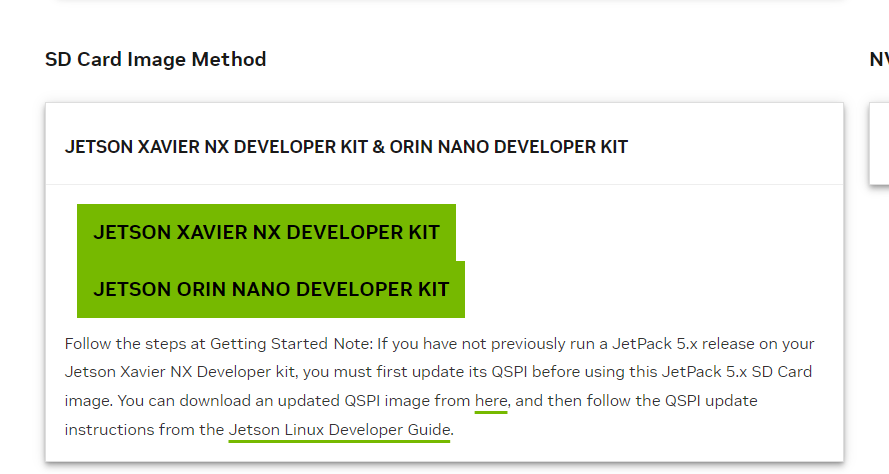 SD Card Image Method
JETSON XAVIER NX DEVELOPER KIT & ORIN NANO DEVELOPER KIT
JETSON XAVIER NX DEVELOPER KIT
JETSON ORIN NANO DEVELOPER KIT
Follow the steps at Getting Started Note: If you have not previously run a JetPack 5.x release on your
Jetson Xavier NX Developer kit, you must first update its QSPI before using this JetPack 5.x SD Card
image. You can download an updated QSPI image from here, and then follow the QSPI update
instructions from the Jetson Linux Developer Guide.